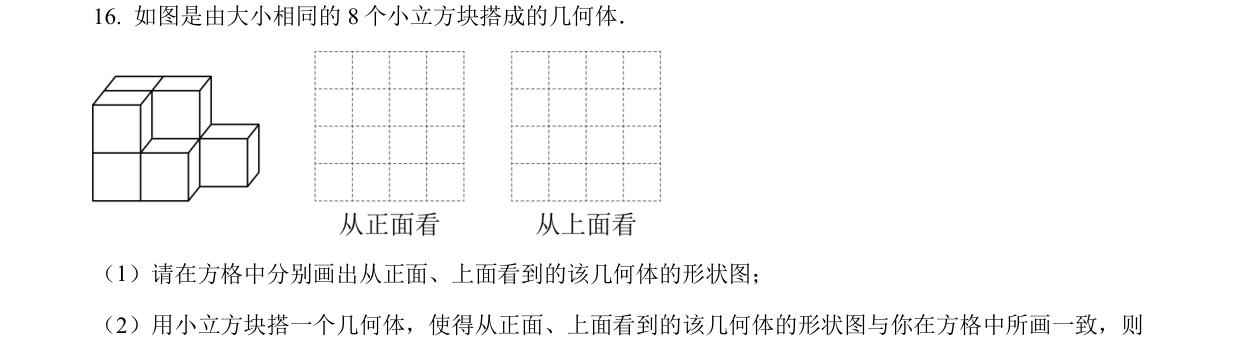 16. 如图是由大小相同的 8 个小立方块搭成的几何体．
从正面看
从上面看
（1）请在方格中分别画出从正面、上面看到的该几何体的形状图；
（2）用小立方块搭一个几何体，使得从正面、上面看到的该几何体的形状图与你在方格中所画一致，则